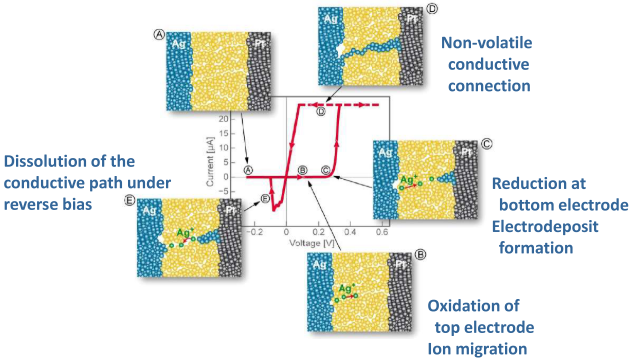 A
Ag
Pt
D
Ag
Pt
Non-volatile
conductive
connection
Dissolution of the
conductive path under
reverse bias
E
Ag
Ag+
Pt
Current [µA]
20
15
10
5
0
−5
A
B
C
D
E
-0.2
0
0.2
0.4
0.6
Voltage [V]
C
Ag
Ag+
Pt
Reduction at
bottom electrode
Electrodeposit
formation
B
Ag
Ag+
Pt
Oxidation of
top electrode
Ion migration